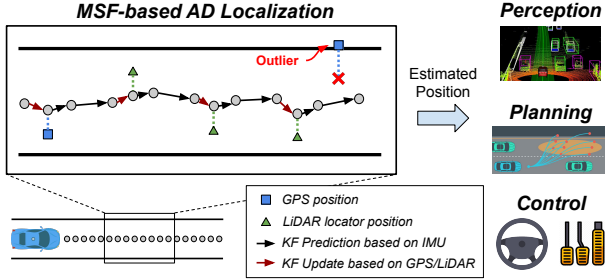 MSF-based AD Localization
Outlier
Estimated
Position
Perception
Planning
Control
GPS position
LiDAR locator position
KF Prediction based on IMU
KF Update based on GPS/LiDAR